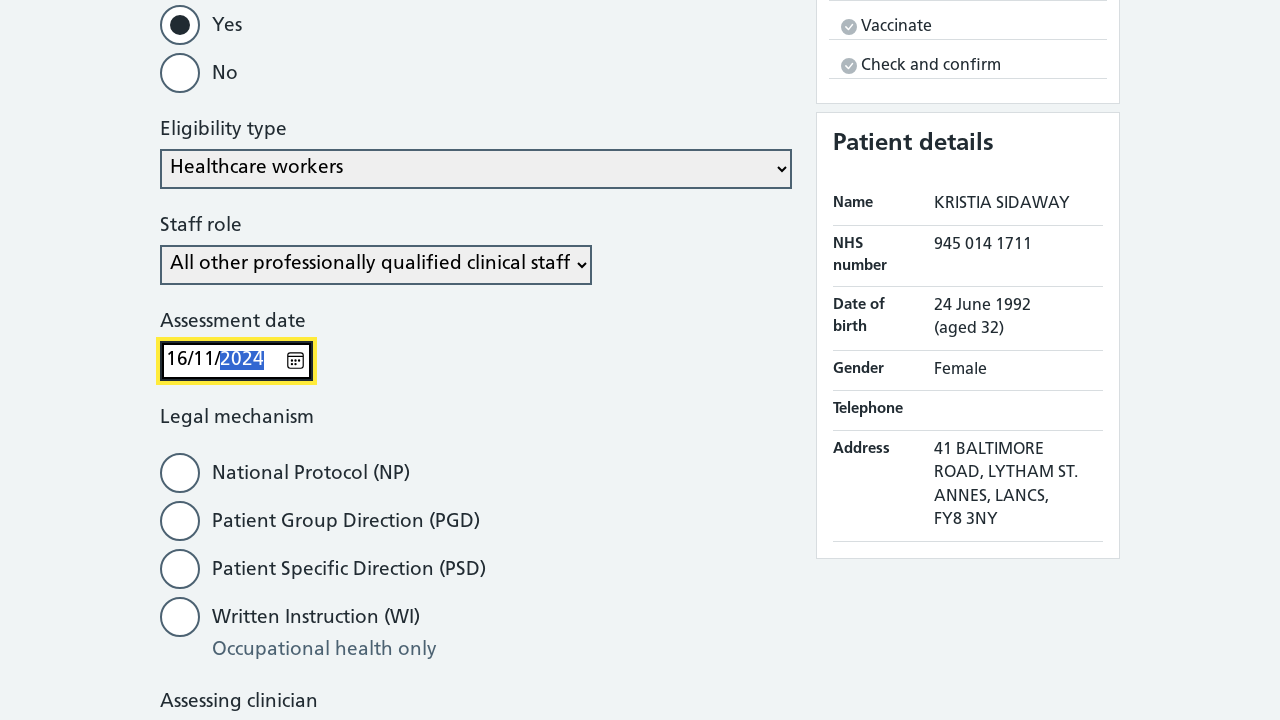 Yes
No
Eligibility type
Healthcare workers
Staff role
All other professionally qualified clinical staff
Assessment date
16/11/2024
Legal mechanism
National Protocol (NP)
Patient Group Direction (PGD)
Patient Specific Direction (PSD)
Written Instruction (WI)
Occupational health only
Assessing clinician
Vaccinate
Check and confirm
Patient details
Name KRISTIA SIDAWAY
NHS number 945 014 1711
Date of birth 24 June 1992
(aged 32)
Gender Female
Telephone
Address 41 BALTIMORE
ROAD, LYTHAM ST.
ANNES, LANCS,
FY8 3NY